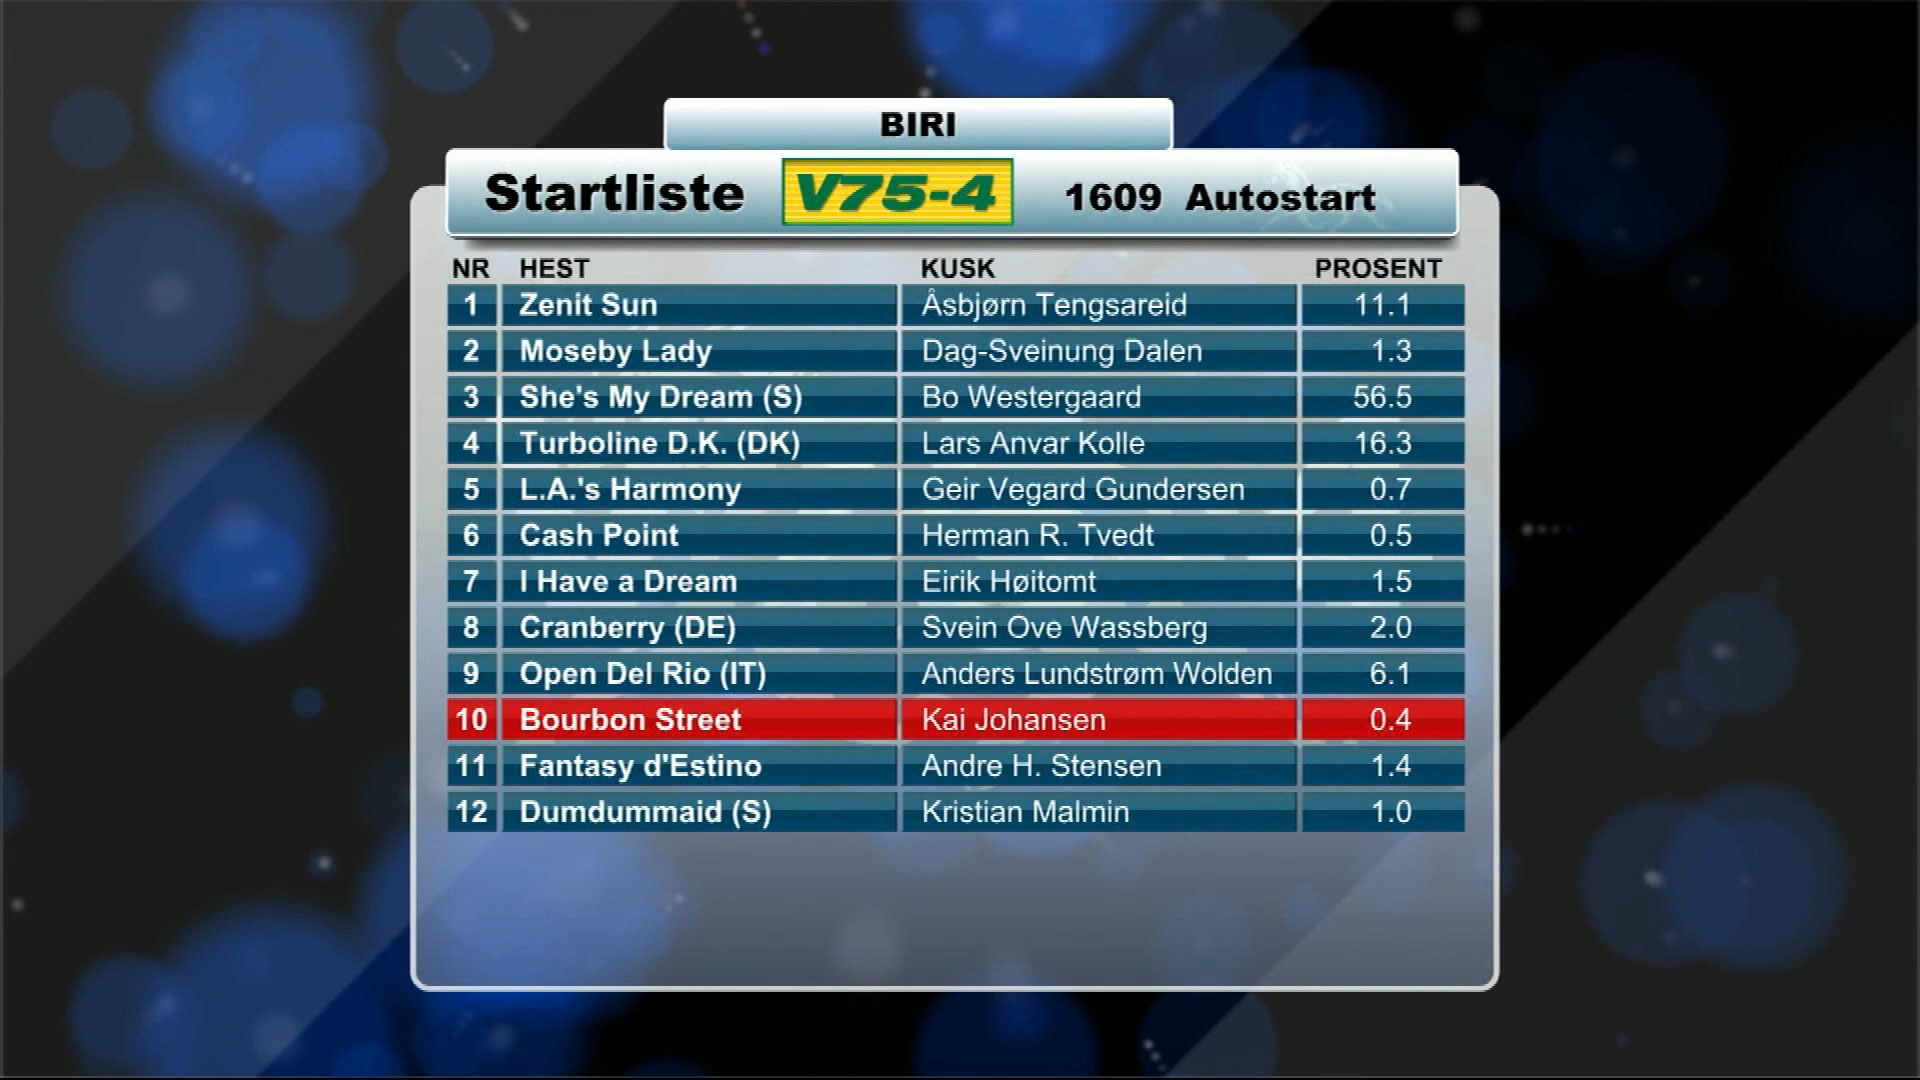 BIRI
Startliste V75-4 1609 Autostart
NR HEST KUSK PROSENT
1 Zenit Sun Åsbjørn Tengsareid 11.1
2 Moseby Lady Dag-Sveinung Dalen 1.3
3 She's My Dream (S) Bo Westergaard 56.5
4 Turboline D.K. (DK) Lars Anvar Kolle 16.3
5 L.A.'s Harmony Geir Vegard Gundersen 0.7
6 Cash Point Herman R. Tvedt 0.5
7 I Have a Dream Eirik Høitomt 1.5
8 Cranberry (DE) Svein Ove Wassberg 2.0
9 Open Del Rio (IT) Anders Lundstrøm Wolden 6.1
10 Bourbon Street Kai Johansen 0.4
11 Fantasy d'Estino Andre H. Stensen 1.4
12 Dumdummaid (S) Kristian Malmin 1.0